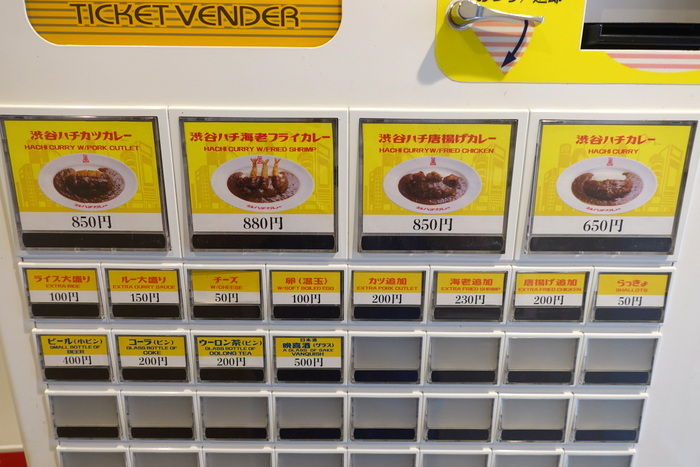 TICKET VENDER
渋谷ハチカツカレー
HACHI CURRY W/PORK CUTLET
850円
渋谷ハチ海老フライカレー
HACHI CURRY W/FRIED SHRIMP
880円
渋谷ハチ唐揚げカレー
HACHI CURRY W/FRIED CHICKEN
850円
渋谷ハチカレー
HACHI CURRY
650円
ライス大盛り
EXTRA RICE
100円
ルー大盛り
EXTRA CURRY SAUCE
150円
チーズ
W/CHEESE
50円
卵(温玉)
W/SOFT BOILED EGG
100円
カツ追加
EXTRA PORK CUTLET
200円
海老追加
EXTRA FRIED SHRIMP
230円
唐揚げ追加
EXTRA FRIED CHICKEN
200円
らっきょ
SHALLOTS
50円
ビール(小ビン)
SMALL BOTTLE OF
BEER
400円
コーラ(ビン)
SMALL BOTTLE OF
COKE
200円
ウーロン茶(ビン)
SMALL BOTTLE OF
OOLONG TEA
200円
日本酒
晩喜酒(グラス)
A GLASS OF SAKE
VANQUISH
500円